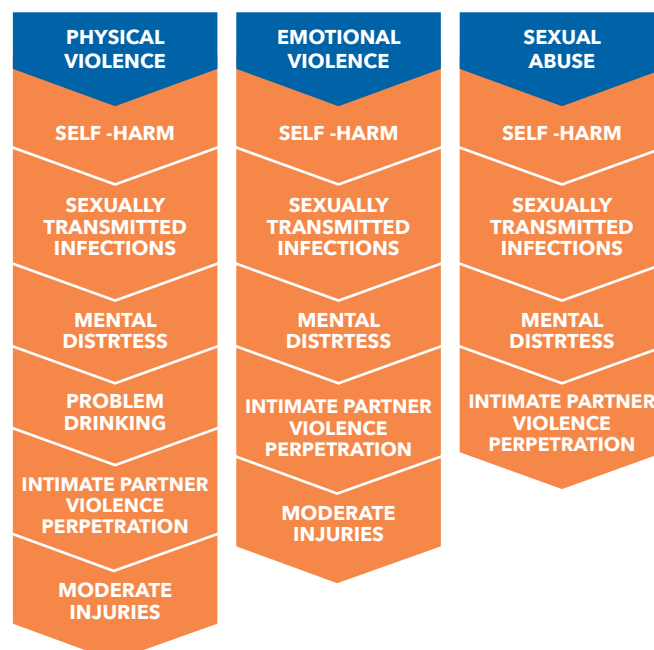 PHYSICAL
VIOLENCE
SELF -HARM
SEXUALLY
TRANSMITTED
INFECTIONS
MENTAL
DISTRTESS
PROBLEM
DRINKING
INTIMATE PARTNER
VIOLENCE
PERPETRATION
MODERATE
INJURIES
EMOTIONAL
VIOLENCE
SELF -HARM
SEXUALLY
TRANSMITTED
INFECTIONS
MENTAL
DISTRTESS
INTIMATE PARTNER
VIOLENCE
PERPETRATION
MODERATE
INJURIES
SEXUAL
ABUSE
SELF -HARM
SEXUALLY
TRANSMITTED
INFECTIONS
MENTAL
DISTRTESS
INTIMATE PARTNER
VIOLENCE
PERPETRATION